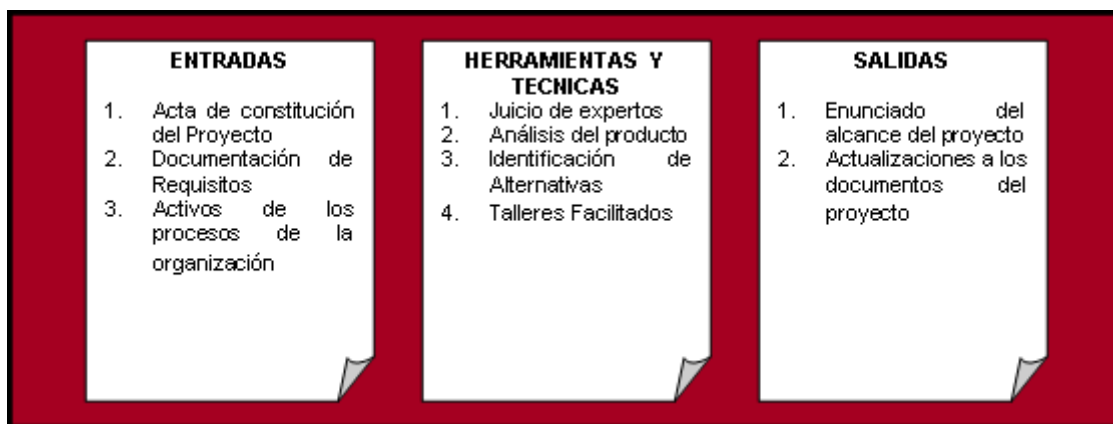 ENTRADAS
1. Acta de constitución
del Proyecto
2. Documentación de
Requisitos
3. Activos de los
procesos de la
organización
HERRAMIENTAS Y
TECNICAS
1. Juicio de expertos
2. Análisis del producto
3. Identificación de
Alternativas
4. Talleres Facilitados
SALIDAS
1. Enunciado del
alcance del proyecto
2. Actualizaciones a los
documentos del
proyecto